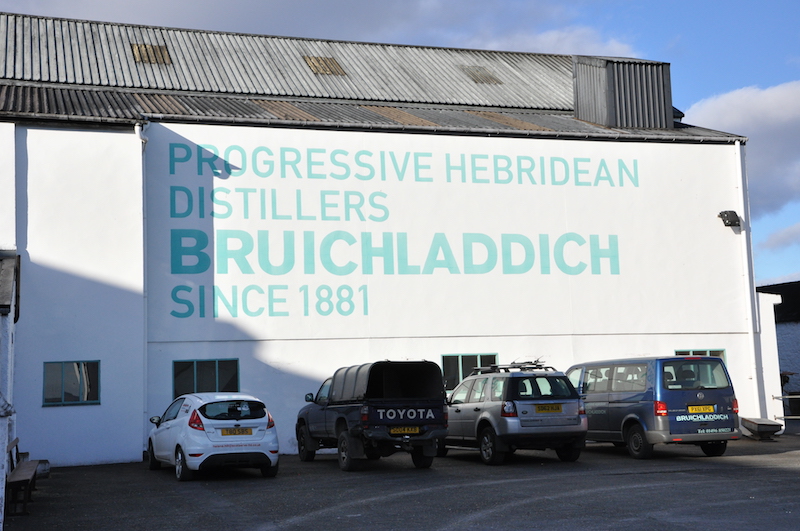 PROGRESSIVE HEBRIDEAN
DISTILLERS
BRUICHLADDICH
SINCE 1881
TOYOTA
BRUICHLADDICH